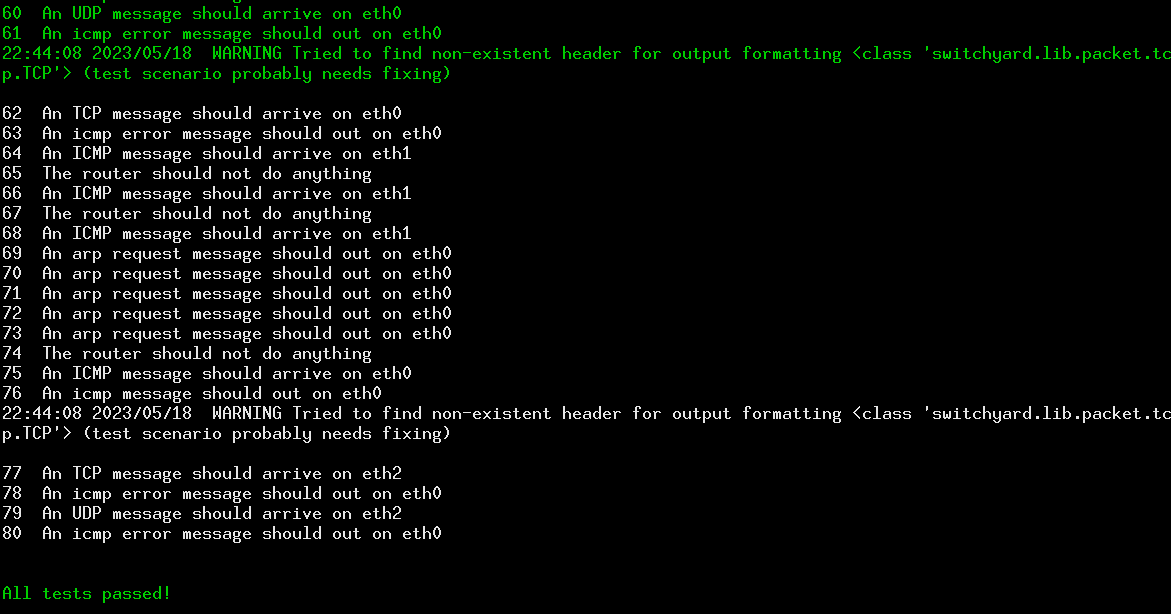 60  An UDP message should arrive on eth0
61  An icmp error message should out on eth0
22:44:08 2023/05/18  WARNING Tried to find non-existent header for output formatting <class 'switchyard.lib.packet.tc
p.TCP'> (test scenario probably needs fixing)
62  An TCP message should arrive on eth0
63  An icmp error message should out on eth0
64  An ICMP message should arrive on eth1
65  The router should not do anything
66  An ICMP message should arrive on eth1
67  The router should not do anything
68  An ICMP message should arrive on eth1
69  An arp request message should out on eth0
70  An arp request message should out on eth0
71  An arp request message should out on eth0
72  An arp request message should out on eth0
73  An arp request message should out on eth0
74  The router should not do anything
75  An ICMP message should arrive on eth0
76  An icmp message should out on eth0
22:44:08 2023/05/18  WARNING Tried to find non-existent header for output formatting <class 'switchyard.lib.packet.tc
p.TCP'> (test scenario probably needs fixing)
77  An TCP message should arrive on eth2
78  An icmp error message should out on eth0
79  An UDP message should arrive on eth2
80  An icmp error message should out on eth0
All tests passed!